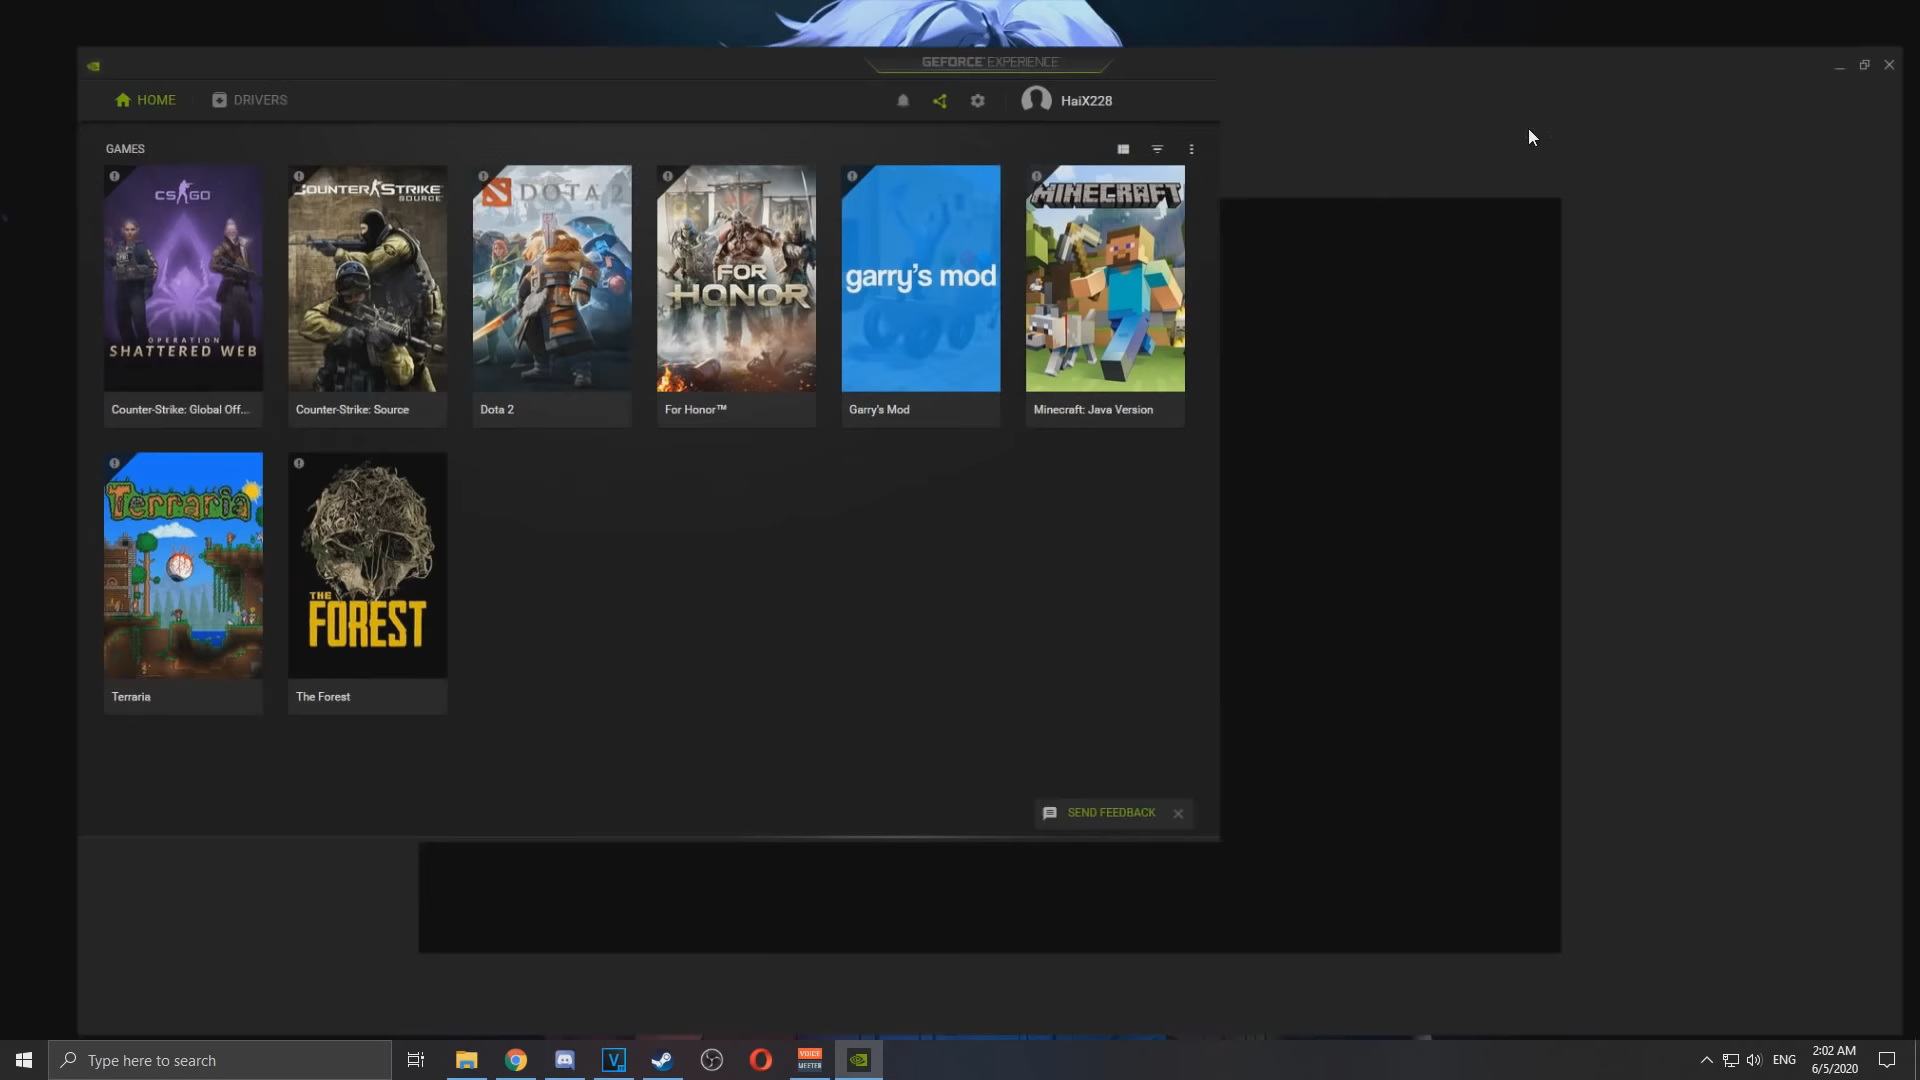 GEFORCE EXPERIENCE
HOME
DRIVERS
HaiX228
GAMES
CS GO
OPERATION
SHATTERED WEB
COUNTER STRIKE
SOURCE
DOTA 2
FOR
HONOR
garry's mod
MINECRAFT
Counter-Strike: Global Off...
Counter-Strike: Source
Dota 2
For Honor™
Garry's Mod
Minecraft: Java Version
Terraria
THE
FOREST
Terraria
The Forest
SEND FEEDBACK
Type here to search
V
VOICE
MEETER
ENG
2:02 AM
6/5/2020